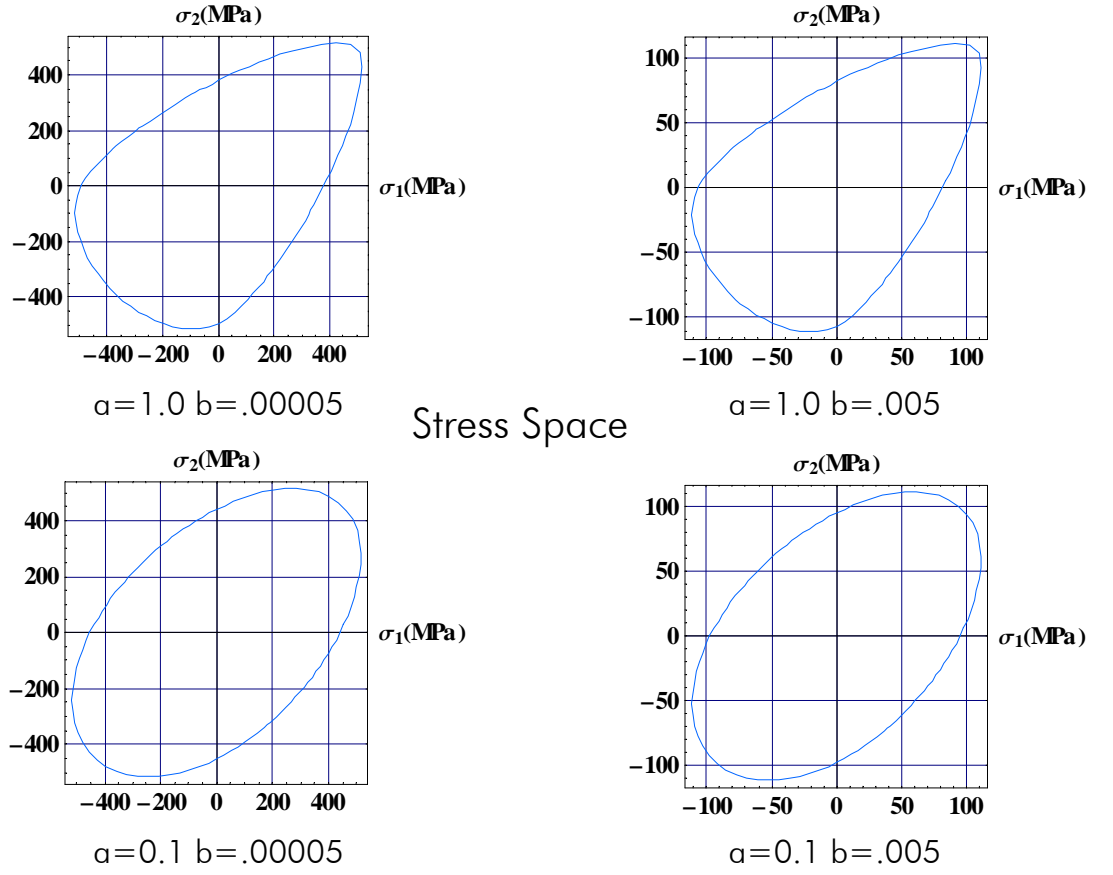 σ2(MPa)
400
200
0
−200
−400
σ1(MPa)
−400 −200 0 200 400
a=1.0 b=.00005
σ2(MPa)
100
50
0
−50
−100
σ1(MPa)
−100 −50 0 50 100
a=1.0 b=.005
Stress Space
σ2(MPa)
400
200
0
−200
−400
σ1(MPa)
−400 −200 0 200 400
a=0.1 b=.00005
σ2(MPa)
100
50
0
−50
−100
σ1(MPa)
−100 −50 0 50 100
a=0.1 b=.005